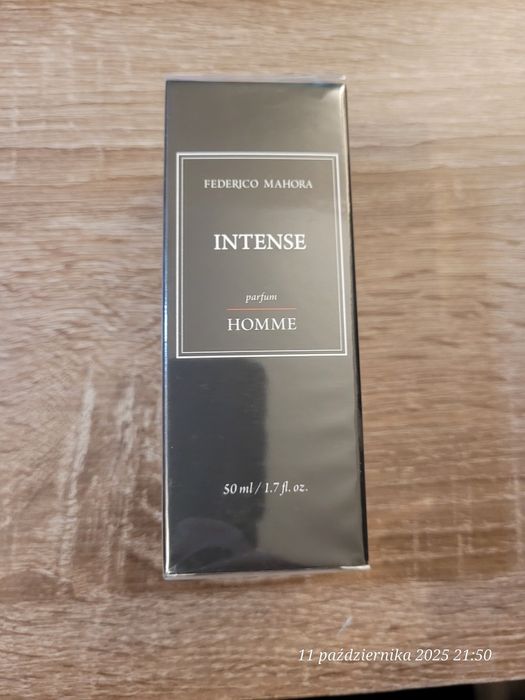 FEDERICO MAHORA
INTENSE
parfum
HOMME
50 ml / 1.7 fl. oz.
11 października 2025 21:50